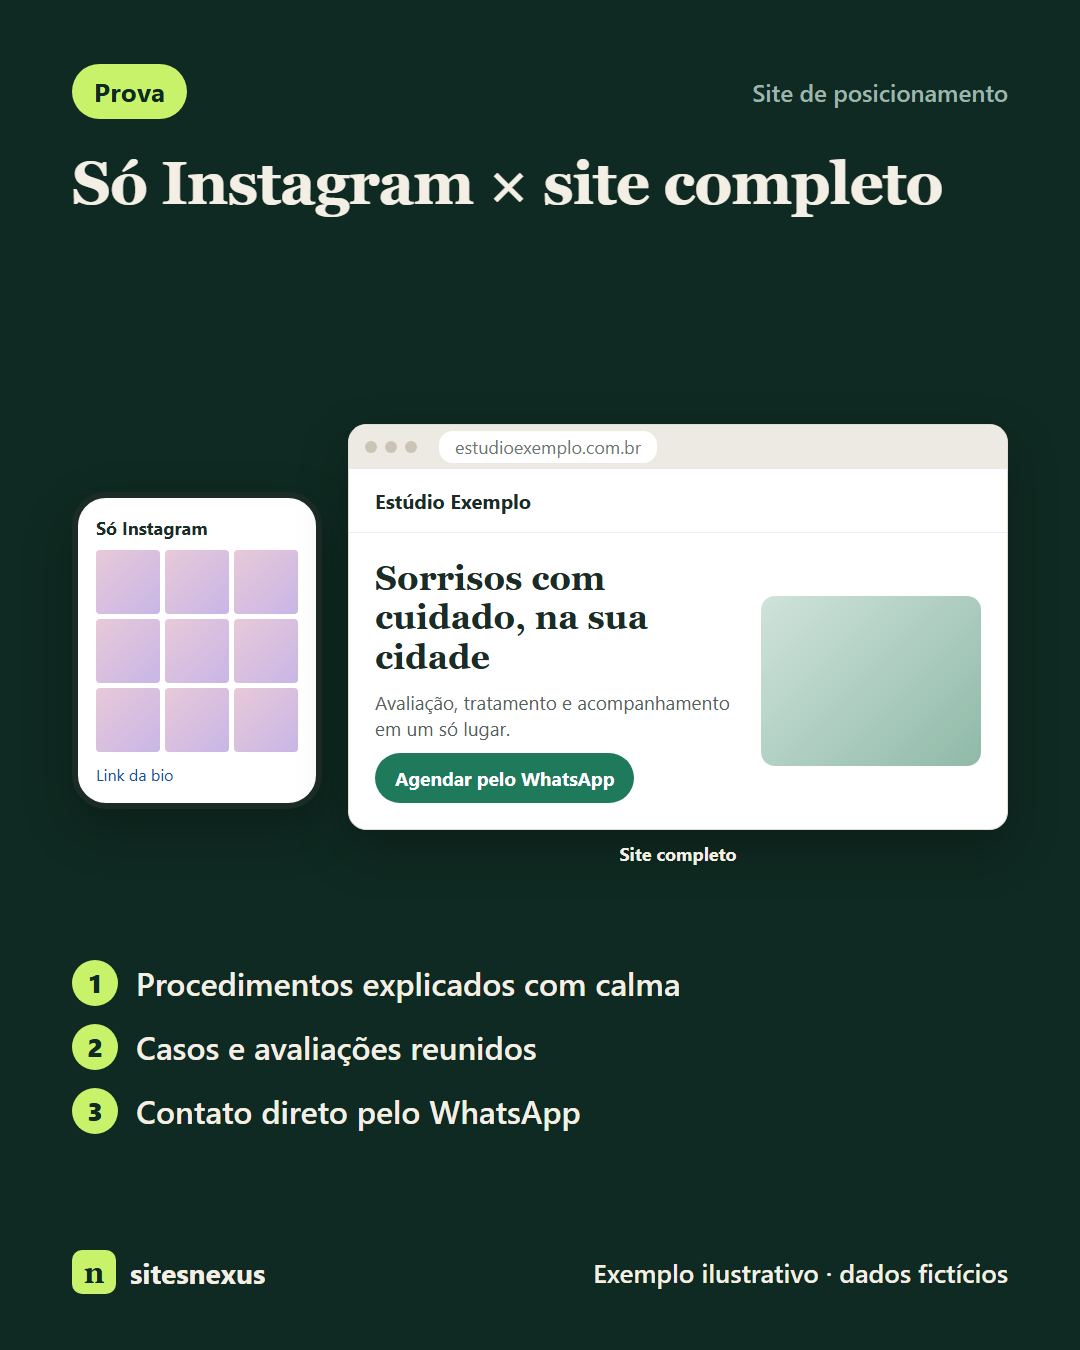 Prova
Site de posicionamento
Só Instagram × site completo
estudioexemplo.com.br
Estúdio Exemplo
Só Instagram
Sorrisos com
cuidado, na sua
cidade
Avaliação, tratamento e acompanhamento
em um só lugar.
Agendar pelo WhatsApp
Link da bio
Site completo
1 Procedimentos explicados com calma
2 Casos e avaliações reunidos
3 Contato direto pelo WhatsApp
n sitesnexus
Exemplo ilustrativo · dados fictícios